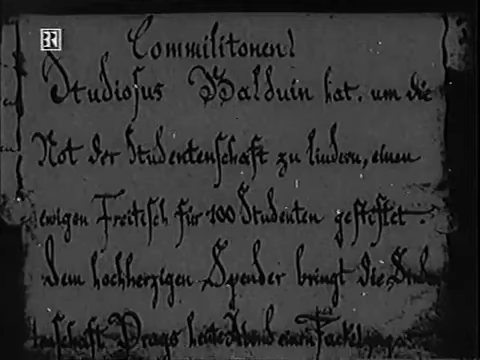 BR
Commilitonen!
Studiosus Balduin hat, um die
Not der Studentenschaft zu lindern, einen
ewigen Freitisch für 100 Studenten gestiftet.
Dem hochherzigen Spender bringt die Studen
tenschaft Prags heute Abend einen Fackelzug